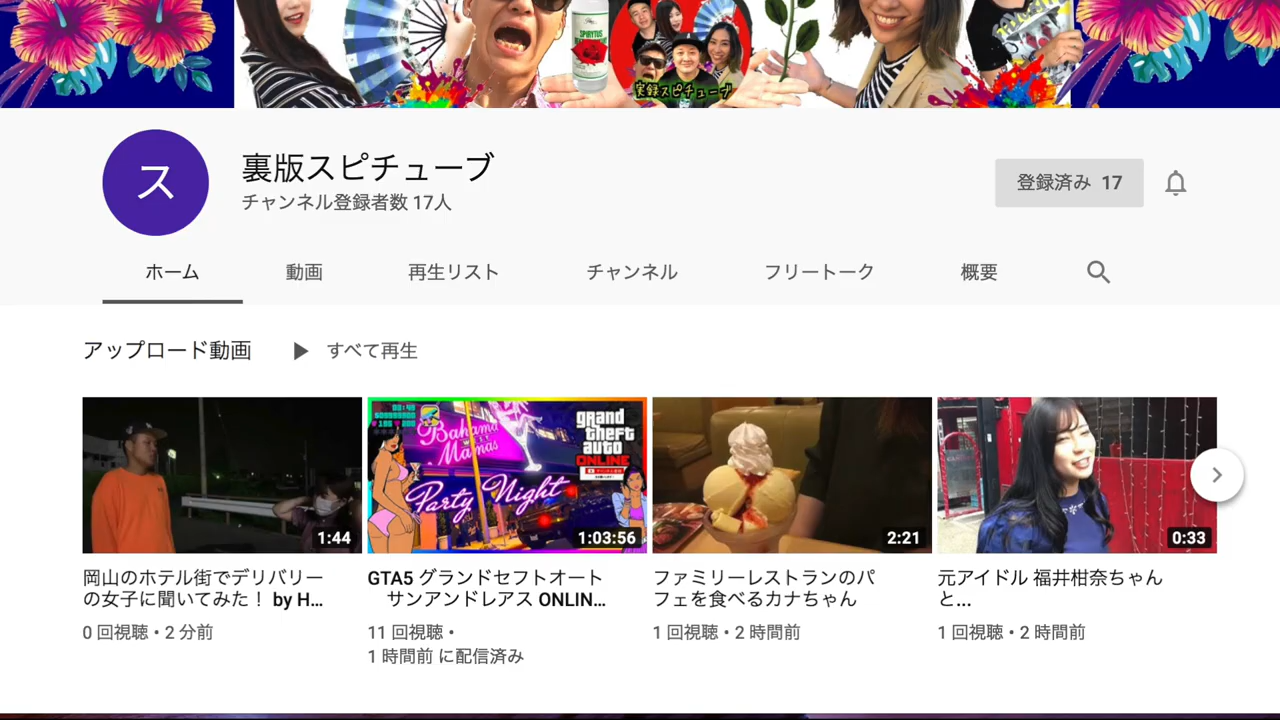 SPIRYTUS
実録スピチューブ
ス
裏版スピチューブ
チャンネル登録者数 17人
登録済み 17
ホーム 動画 再生リスト チャンネル フリートーク 概要
アップロード動画 すべて再生
1:44
Bahama
Mamas
WEST
Party Night
grand
theft
auto
ONLINE
1:03:56
2:21
0:33
岡山のホテル街でデリバリー
の女子に聞いてみた！ by H...
0 回視聴・2 分前
GTA5 グランドセフトオート
サンアンドレアス ONLIN...
11 回視聴・
1 時間前 に配信済み
ファミリーレストランのパ
フェを食べるカナちゃん
1 回視聴・2 時間前
元アイドル 福井柑奈ちゃん
と...
1 回視聴・2 時間前